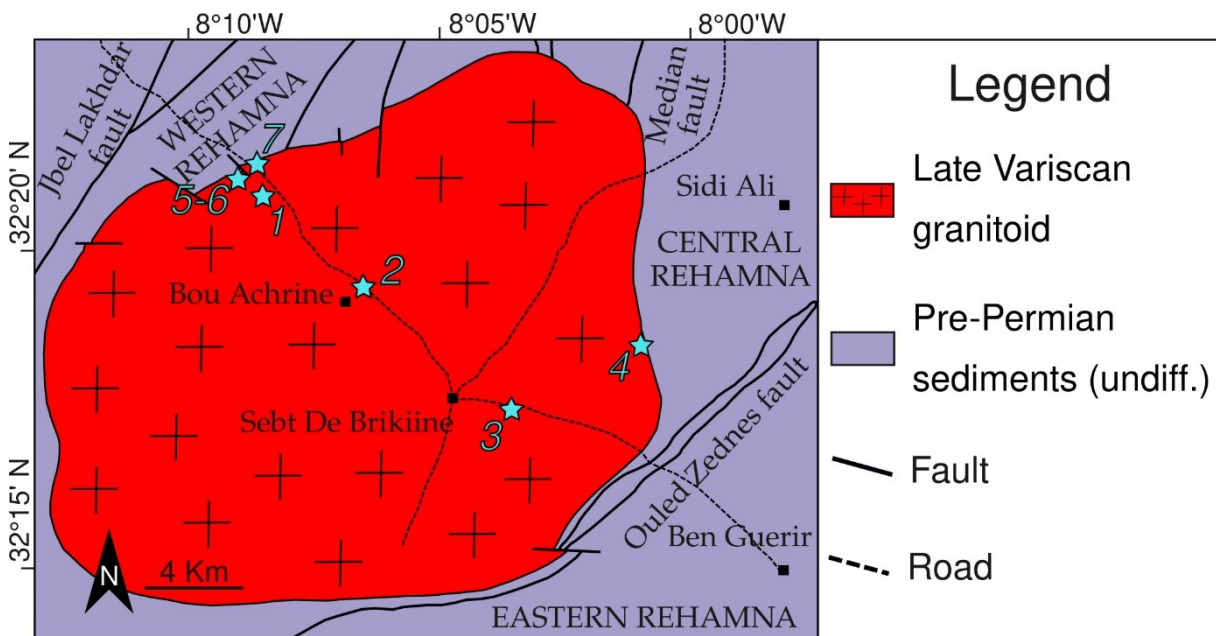 8°10'W
8°05'W
8°00'W
32°20' N
32°15' N
Jbel Lakhdar
fault
WESTERN
REHAMNA
Median
fault
7
5-6
1
2
Bou Achrine
Sidi Ali
CENTRAL
REHAMNA
4
Sebt De Brikiine
3
Ouled Zednes fault
Ben Guerir
N
4 Km
EASTERN REHAMNA
Legend
Late Variscan
granitoid
Pre-Permian
sediments (undiff.)
Fault
Road